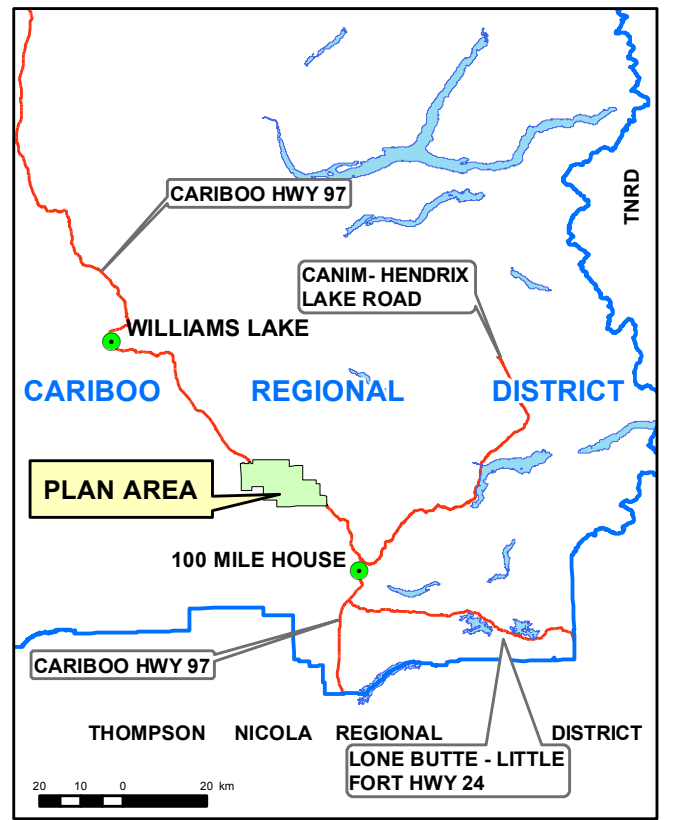 CARIBOO HWY 97
TNRD
CANIM- HENDRIX
LAKE ROAD
WILLIAMS LAKE
CARIBOO REGIONAL DISTRICT
PLAN AREA
100 MILE HOUSE
CARIBOO HWY 97
THOMPSON NICOLA REGIONAL DISTRICT
LONE BUTTE - LITTLE
FORT HWY 24
20 10 0 20 km